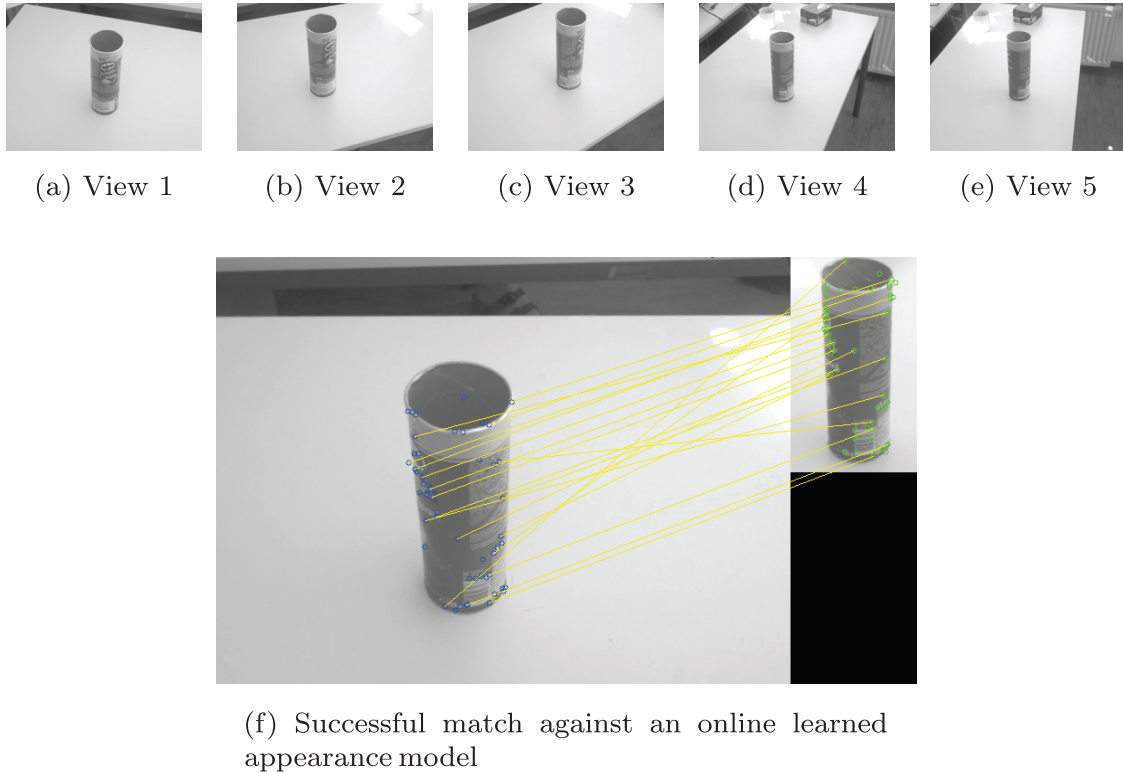 (a) View 1
(b) View 2
(c) View 3
(d) View 4
(e) View 5
(f) Successful match against an online learned
appearance model